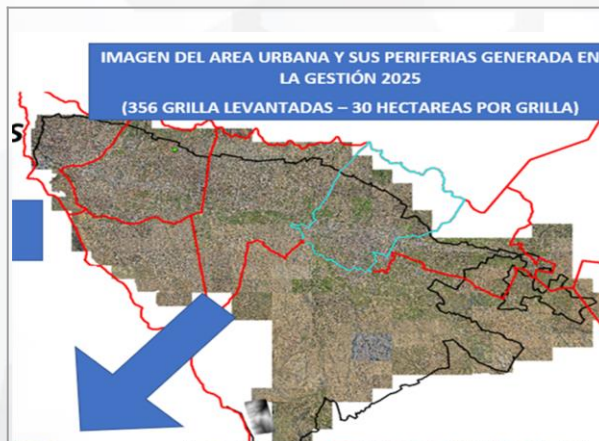 IMAGEN DEL AREA URBANA Y SUS PERIFERIAS GENERADA EN
LA GESTIÓN 2025
(356 GRILLA LEVANTADAS – 30 HECTAREAS POR GRILLA)
S